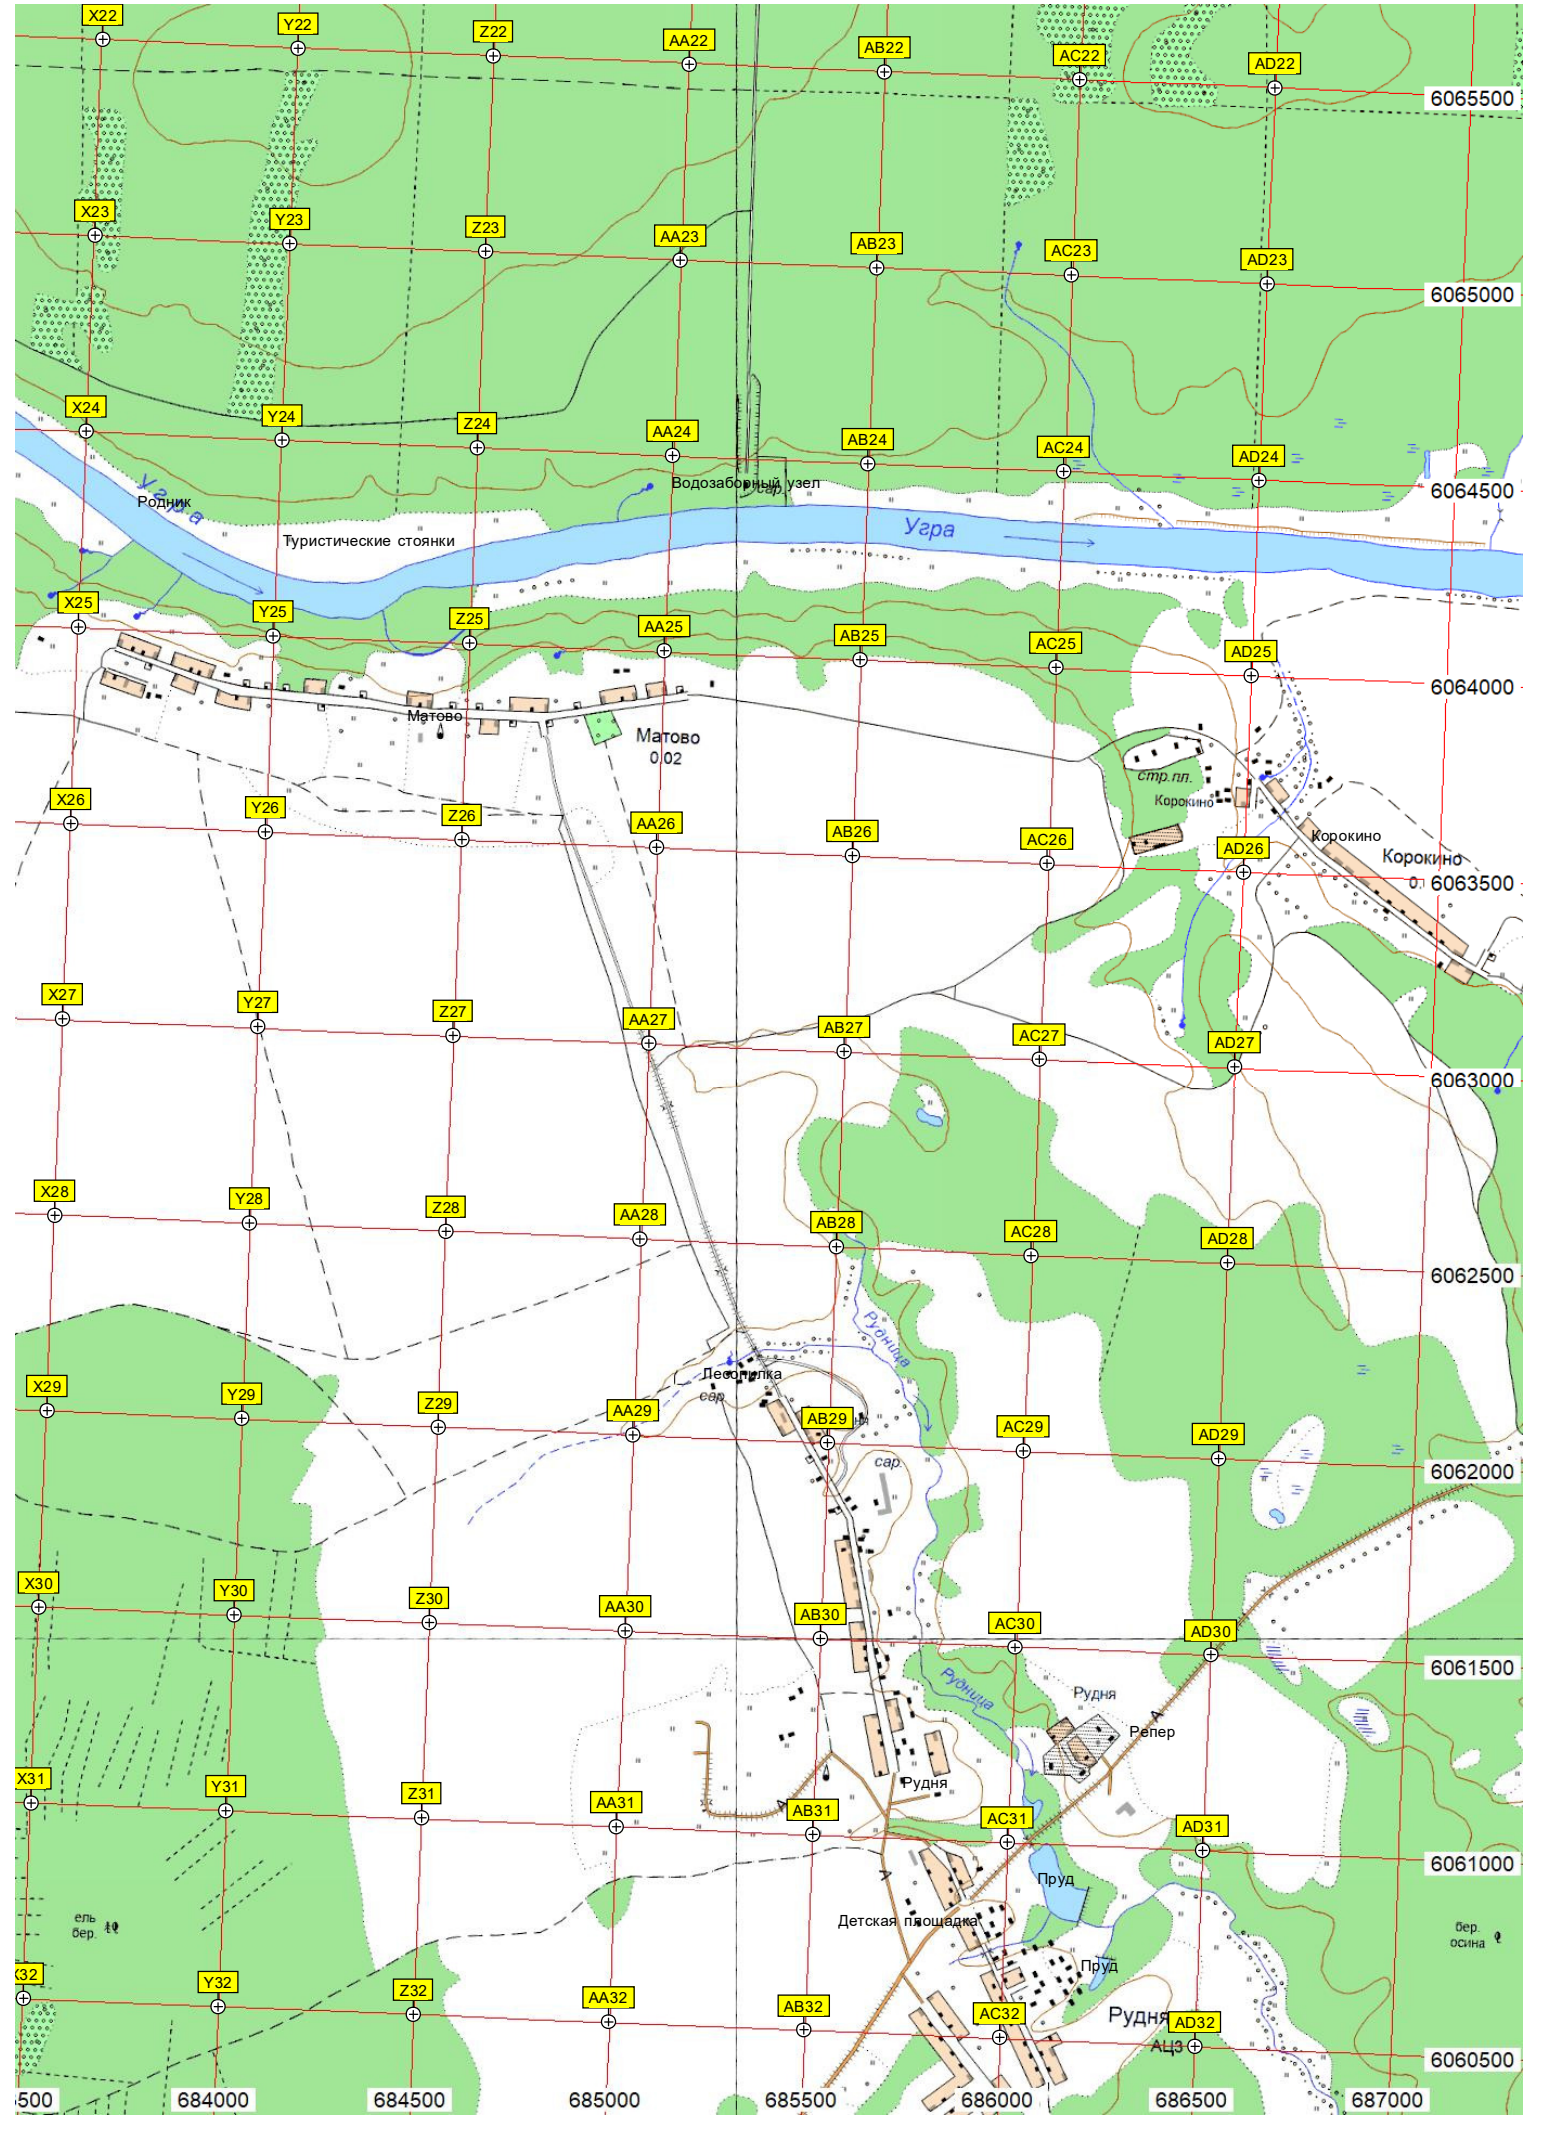 X22
Y22
Z22
AA22
AB22
AC22
AD22
6065500
X23
Y23
Z23
AA23
AB23
AC23
AD23
6065000
X24
Y24
Z24
AA24
AB24
AC24
AD24
6064500
Угра
Родник
Водозаборный узел
сар.
Туристические стоянки
Угра
X25
Y25
Z25
AA25
AB25
AC25
AD25
6064000
Матово
Матово
0.02
стр.пл.
Корокино
X26
Y26
Z26
AA26
AB26
AC26
AD26
Корокино
Корокино
0.
6063500
X27
Y27
Z27
AA27
AB27
AC27
AD27
6063000
X28
Y28
Z28
AA28
AB28
AC28
AD28
6062500
Рудница
Лесопилка
сар.
X29
Y29
Z29
AA29
AB29
AC29
AD29
6062000
сар.
X30
Y30
Z30
AA30
AB30
AC30
AD30
6061500
Рудница
Рудня
Репер
А
X31
Y31
Z31
AA31
AB31
AC31
AD31
Рудня
А
6061000
А
Пруд
ель
бер.
Детская площадка
бер.
осина
Пруд
X32
Y32
Z32
AA32
AB32
AC32
AD32
Рудня
АЦЗ
6060500
5500
684000
684500
685000
685500
686000
686500
687000